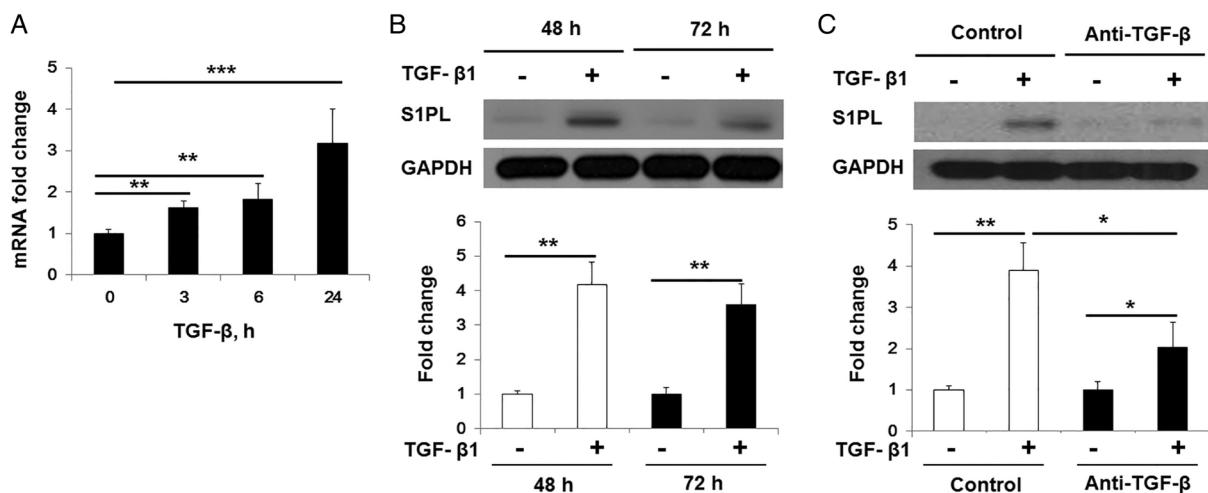 A
mRNA fold change
5
4
3
2
1
0
***
**
**
0 3 6 24
TGF-β, h
B
48 h 72 h
TGF- β1 - + - +
S1PL
GAPDH
Fold change
6
5
4
3
2
1
0
** **
TGF- β1 - + - +
48 h 72 h
C
Control Anti-TGF-β
TGF- β1 - + - +
S1PL
GAPDH
Fold change
5
4
3
2
1
0
** *
*
TGF- β1 - + - +
Control Anti-TGF-β